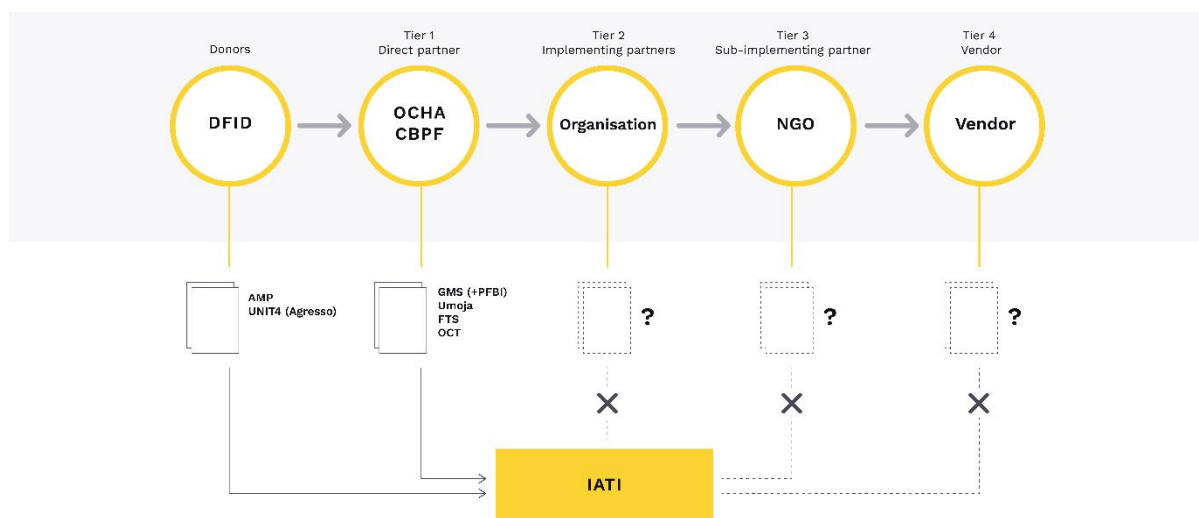 Donors
Tier 1
Direct partner
Tier 2
Implementing partners
Tier 3
Sub-implementing partner
Tier 4
Vendor
DFID
OCHA
CBPF
Organisation
NGO
Vendor
AMP
UNIT4 (Agresso)
GMS (+PFBI)
Umoja
FTS
OCT
?
?
?
IATI